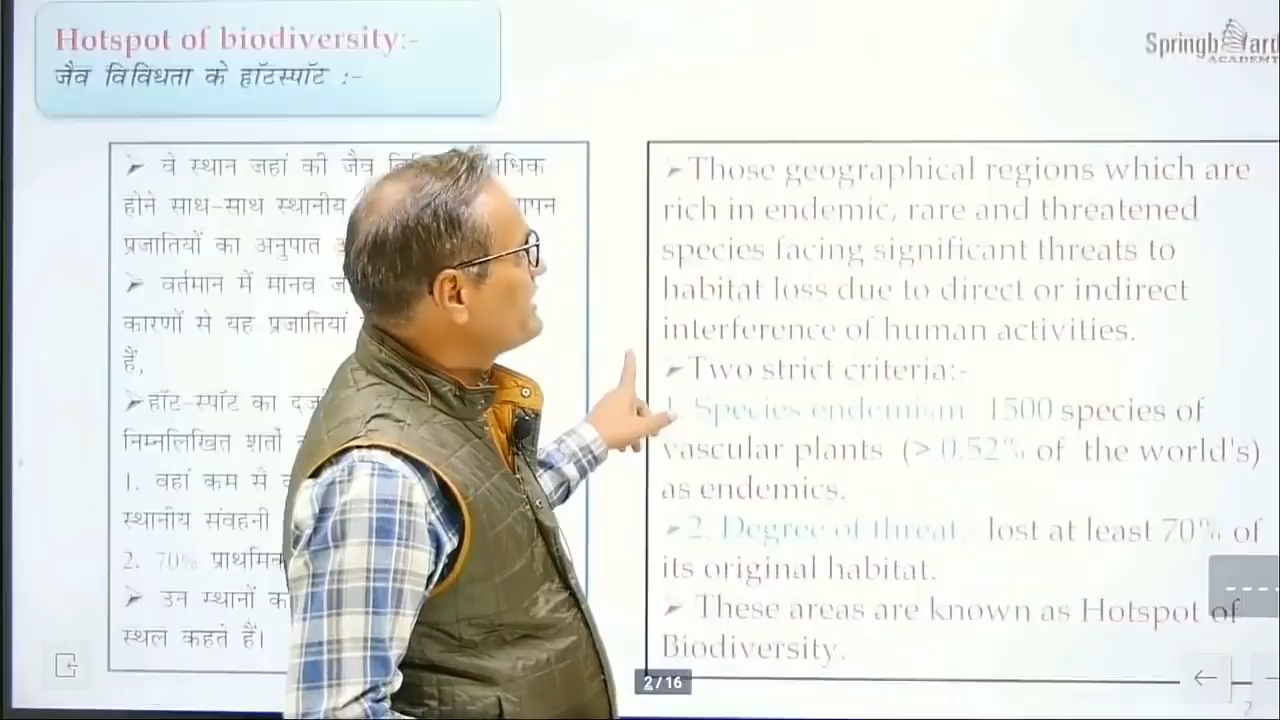 Hotspot of biodiversity:-
जैव विविधता के हॉटस्पॉट :-
ACADEMY
➢ वे स्थान जहां की जैव
होने साथ-साथ स्थानीय
प्रजातियों का अनुपात
➢ वर्तमान में मानव
कारणों से यह प्रजातियां
हैं,
➢हॉट-स्पॉट का
निम्नलिखित शर्तो
1. वहां कम से
स्थानीय संवहनी
2. 70% प्राथमिक
➢ उन स्थानों
स्थल कहते हैं।
➢Those geographical regions which are
rich in endemic, rare and threatened
species facing significant threats to
habitat loss due to direct or indirect
interference of human activities.
➢Two strict criteria:-
Species endemism 1500 species of
vascular plants (> 0.52% of the world's)
as endemics.
➢2. Degree of threat lost at least 70% of
its original habitat.
➢ These areas are known as Hotspot of
Biodiversity.
2/16
7